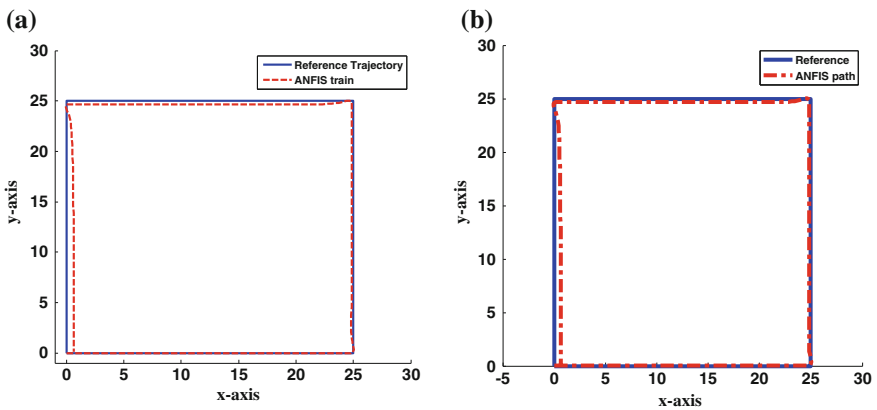 (a)
30
25
20
15
10
5
0
y-axis
0 5 10 15 20 25 30
x-axis
Reference Trajectory
ANFIS train
(b)
30
25
20
15
10
5
0
y-axis
-5 0 5 10 15 20 25 30
x-axis
Reference
ANFIS path